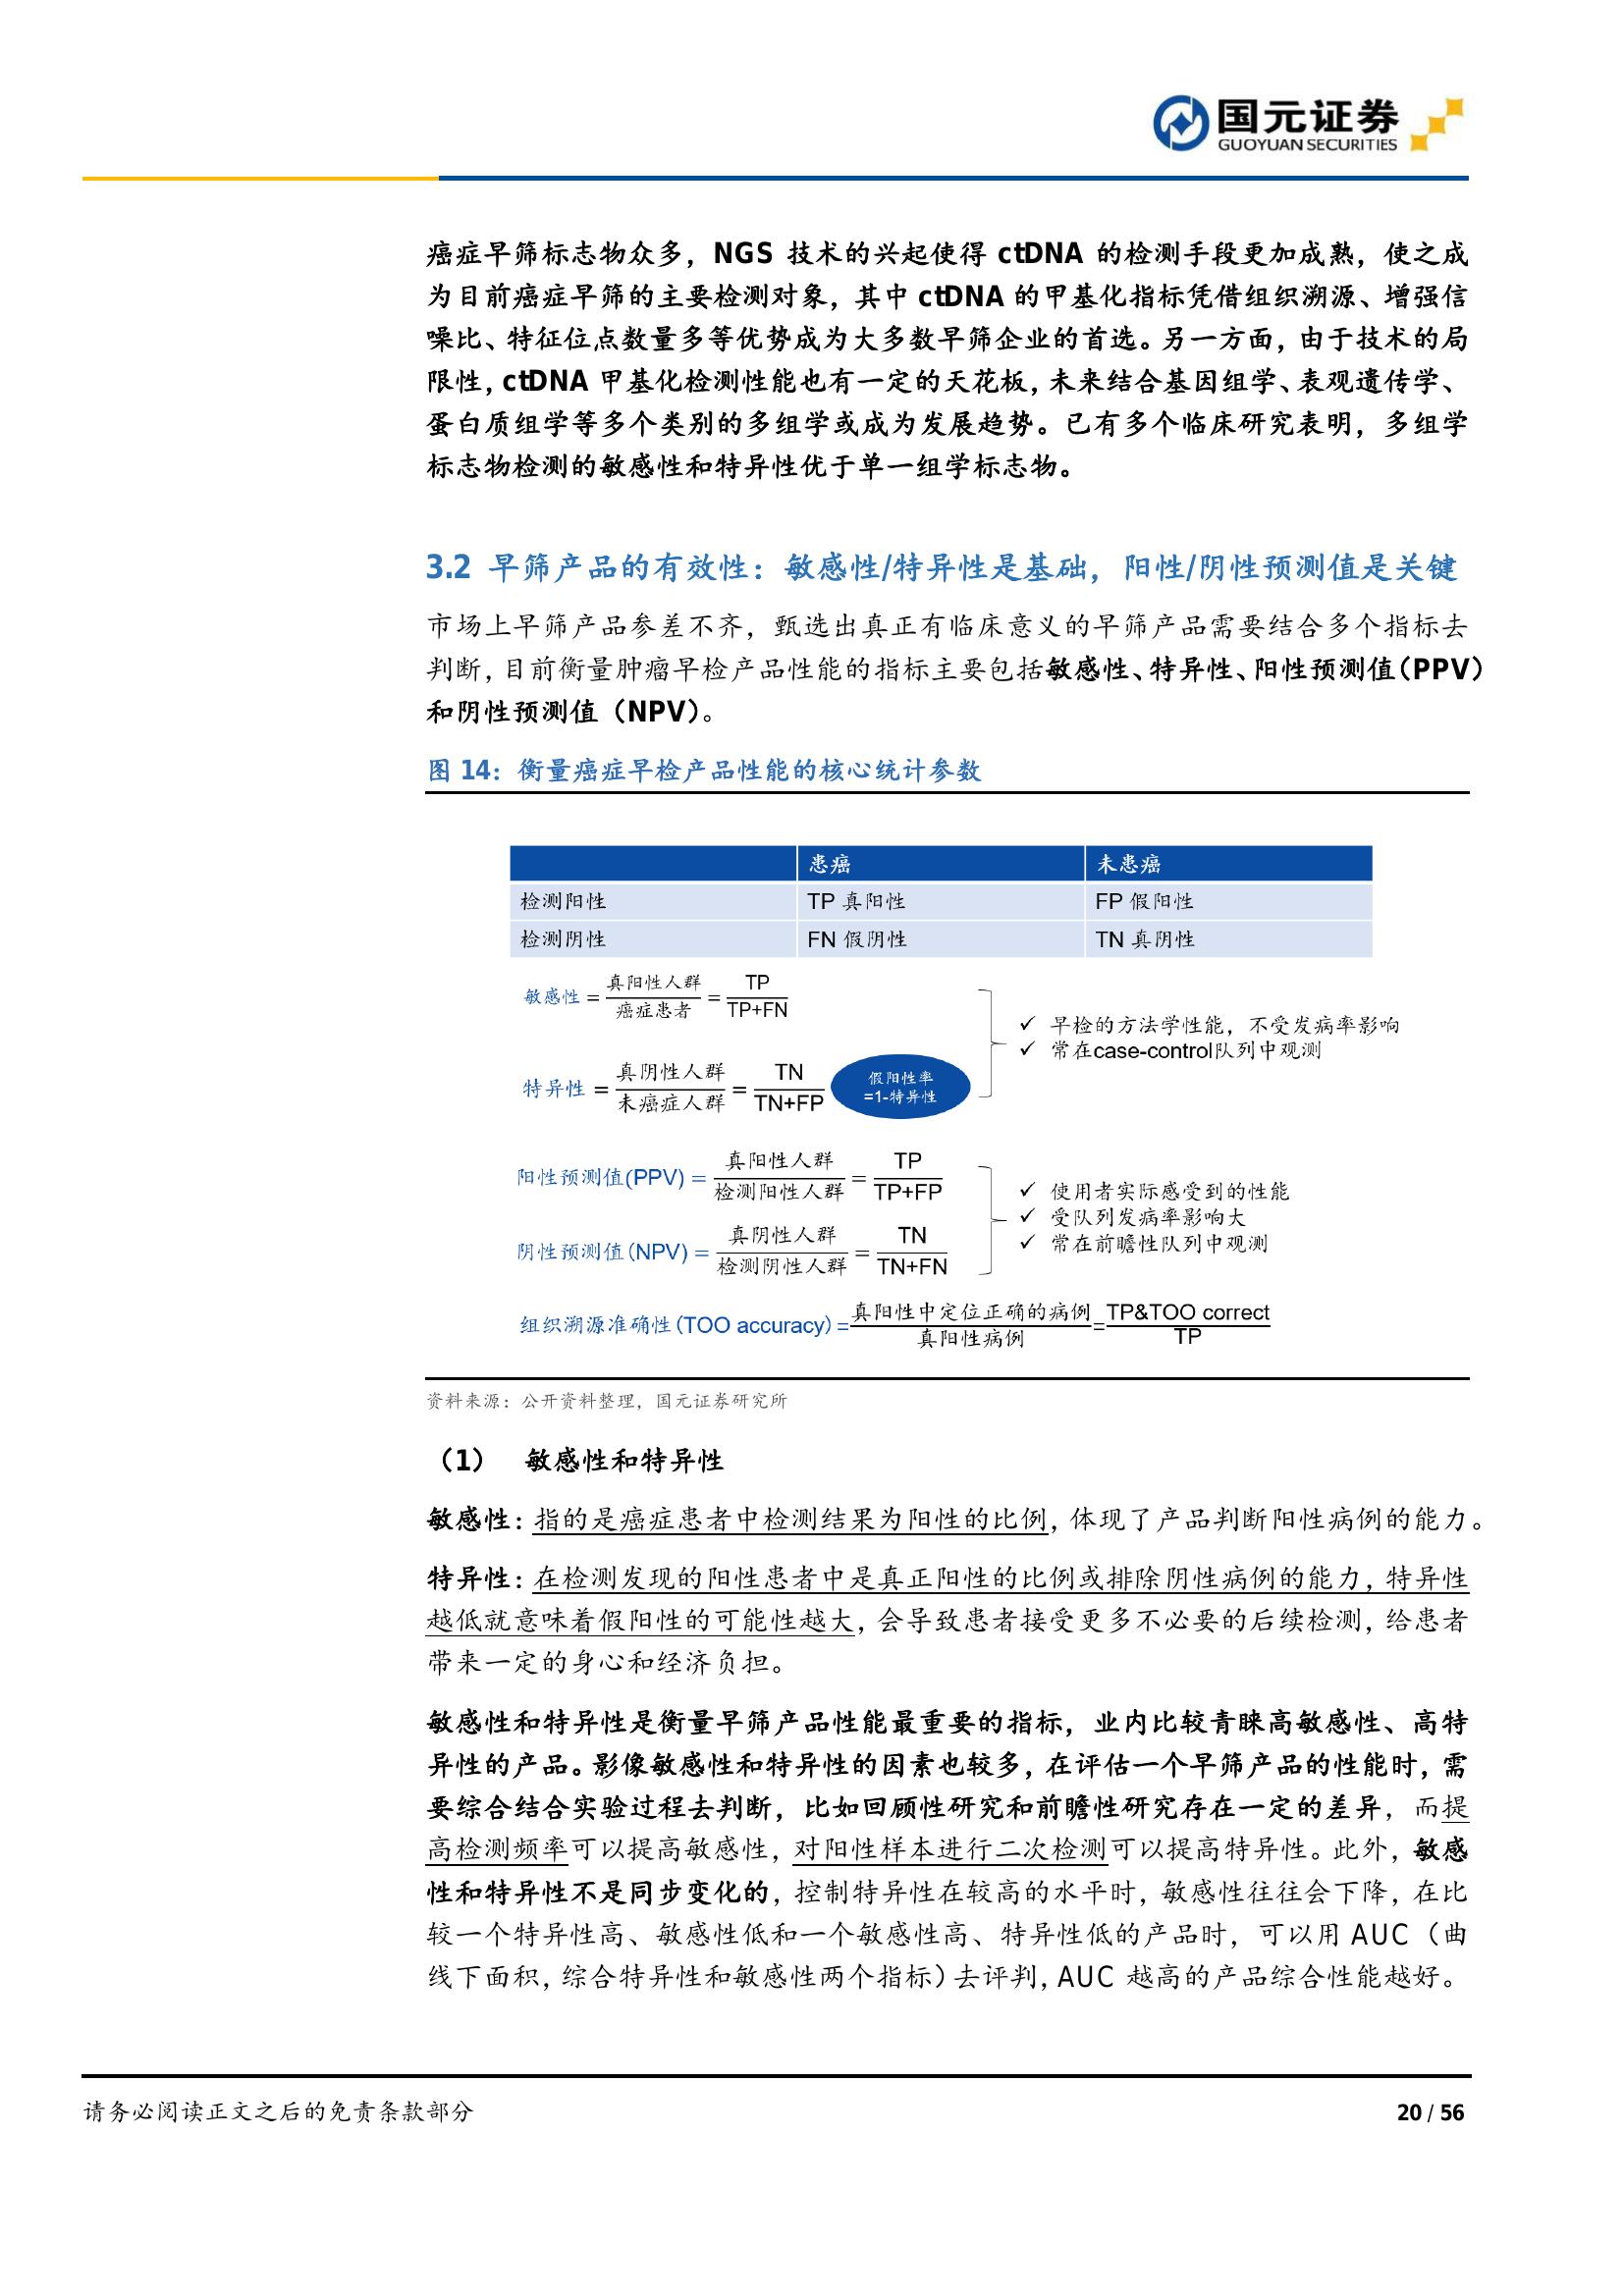 国元证券
GUOYUAN SECURITIES
癌症早筛标志物众多，NGS 技术的兴起使得 ctDNA 的检测手段更加成熟，使之成
为目前癌症早筛的主要检测对象，其中 ctDNA 的甲基化指标凭借组织溯源、增强信
噪比、特征位点数量多等优势成为大多数早筛企业的首选。另一方面，由于技术的局
限性，ctDNA 甲基化检测性能也有一定的天花板，未来结合基因组学、表观遗传学、
蛋白质组学等多个类别的多组学或成为发展趋势。已有多个临床研究表明，多组学
标志物检测的敏感性和特异性优于单一组学标志物。
3.2 早筛产品的有效性：敏感性/特异性是基础，阳性/阴性预测值是关键
市场上早筛产品参差不齐，甄选出真正有临床意义的早筛产品需要结合多个指标去
判断，目前衡量肿瘤早检产品性能的指标主要包括敏感性、特异性、阳性预测值（PPV）
和阴性预测值（NPV）。
图 14：衡量癌症早检产品性能的核心统计参数
患癌 未患癌
检测阳性 TP 真阳性 FP 假阳性
检测阴性 FN 假阴性 TN 真阴性
敏感性 = 真阳性人群 / 癌症患者 = TP / TP+FN
✓ 早检的方法学性能，不受发病率影响
✓ 常在case-control队列中观测
特异性 = 真阴性人群 / 未癌症人群 = TN / TN+FP
假阳性率
=1-特异性
阳性预测值(PPV) = 真阳性人群 / 检测阳性人群 = TP / TP+FP
✓ 使用者实际感受到的性能
✓ 受队列发病率影响大
✓ 常在前瞻性队列中观测
阴性预测值(NPV) = 真阴性人群 / 检测阴性人群 = TN / TN+FN
组织溯源准确性(TOO accuracy) = 真阳性中定位正确的病例 / 真阳性病例 = TP&TOO correct / TP
资料来源：公开资料整理，国元证券研究所
（1） 敏感性和特异性
敏感性：指的是癌症患者中检测结果为阳性的比例，体现了产品判断阳性病例的能力。
特异性：在检测发现的阳性患者中是真正阳性的比例或排除阴性病例的能力，特异性
越低就意味着假阳性的可能性越大，会导致患者接受更多不必要的后续检测，给患者
带来一定的身心和经济负担。
敏感性和特异性是衡量早筛产品性能最重要的指标，业内比较青睐高敏感性、高特
异性的产品。影像敏感性和特异性的因素也较多，在评估一个早筛产品的性能时，需
要综合结合实验过程去判断，比如回顾性研究和前瞻性研究存在一定的差异，而提
高检测频率可以提高敏感性，对阳性样本进行二次检测可以提高特异性。此外，敏感
性和特异性不是同步变化的，控制特异性在较高的水平时，敏感性往往会下降，在比
较一个特异性高、敏感性低和一个敏感性高、特异性低的产品时，可以用 AUC（曲
线下面积，综合特异性和敏感性两个指标）去评判，AUC 越高的产品综合性能越好。
请务必阅读正文之后的免责条款部分
20 / 56